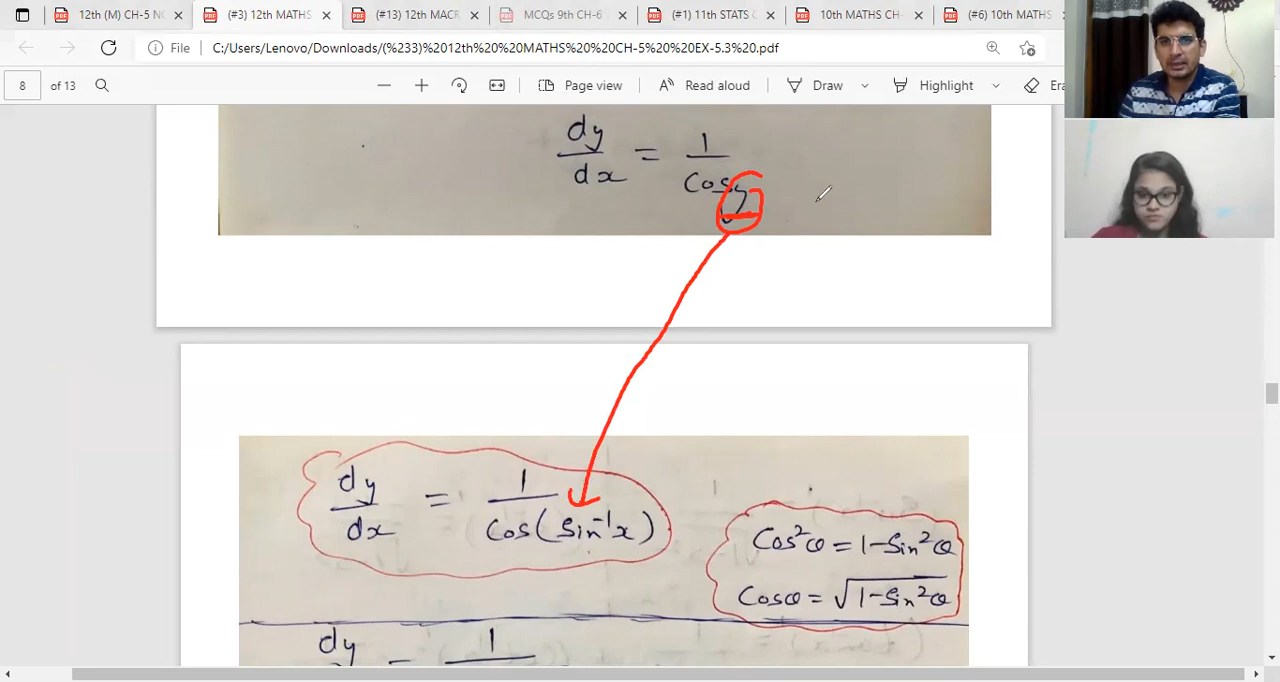 12th (M) CH-5 NO
(#3) 12th MATHS
(#13) 12th MACR
MCQs 9th CH-6
(#1) 11th STATS C
10th MATHS CH-
(#6) 10th MATHS
File
C:/Users/Lenovo/Downloads/(%233)%2012th%20%20MATHS%20%20CH-5%20%20EX-5.3%20.pdf
8 of 13
Page view
Read aloud
Draw
Highlight
Era
dy/dx = 1/Cosy
dy/dx = 1/Cos(Sin⁻¹x)
Cos²θ = 1-Sin²θ
Cosθ = √1-Sin²θ
dy
= 1